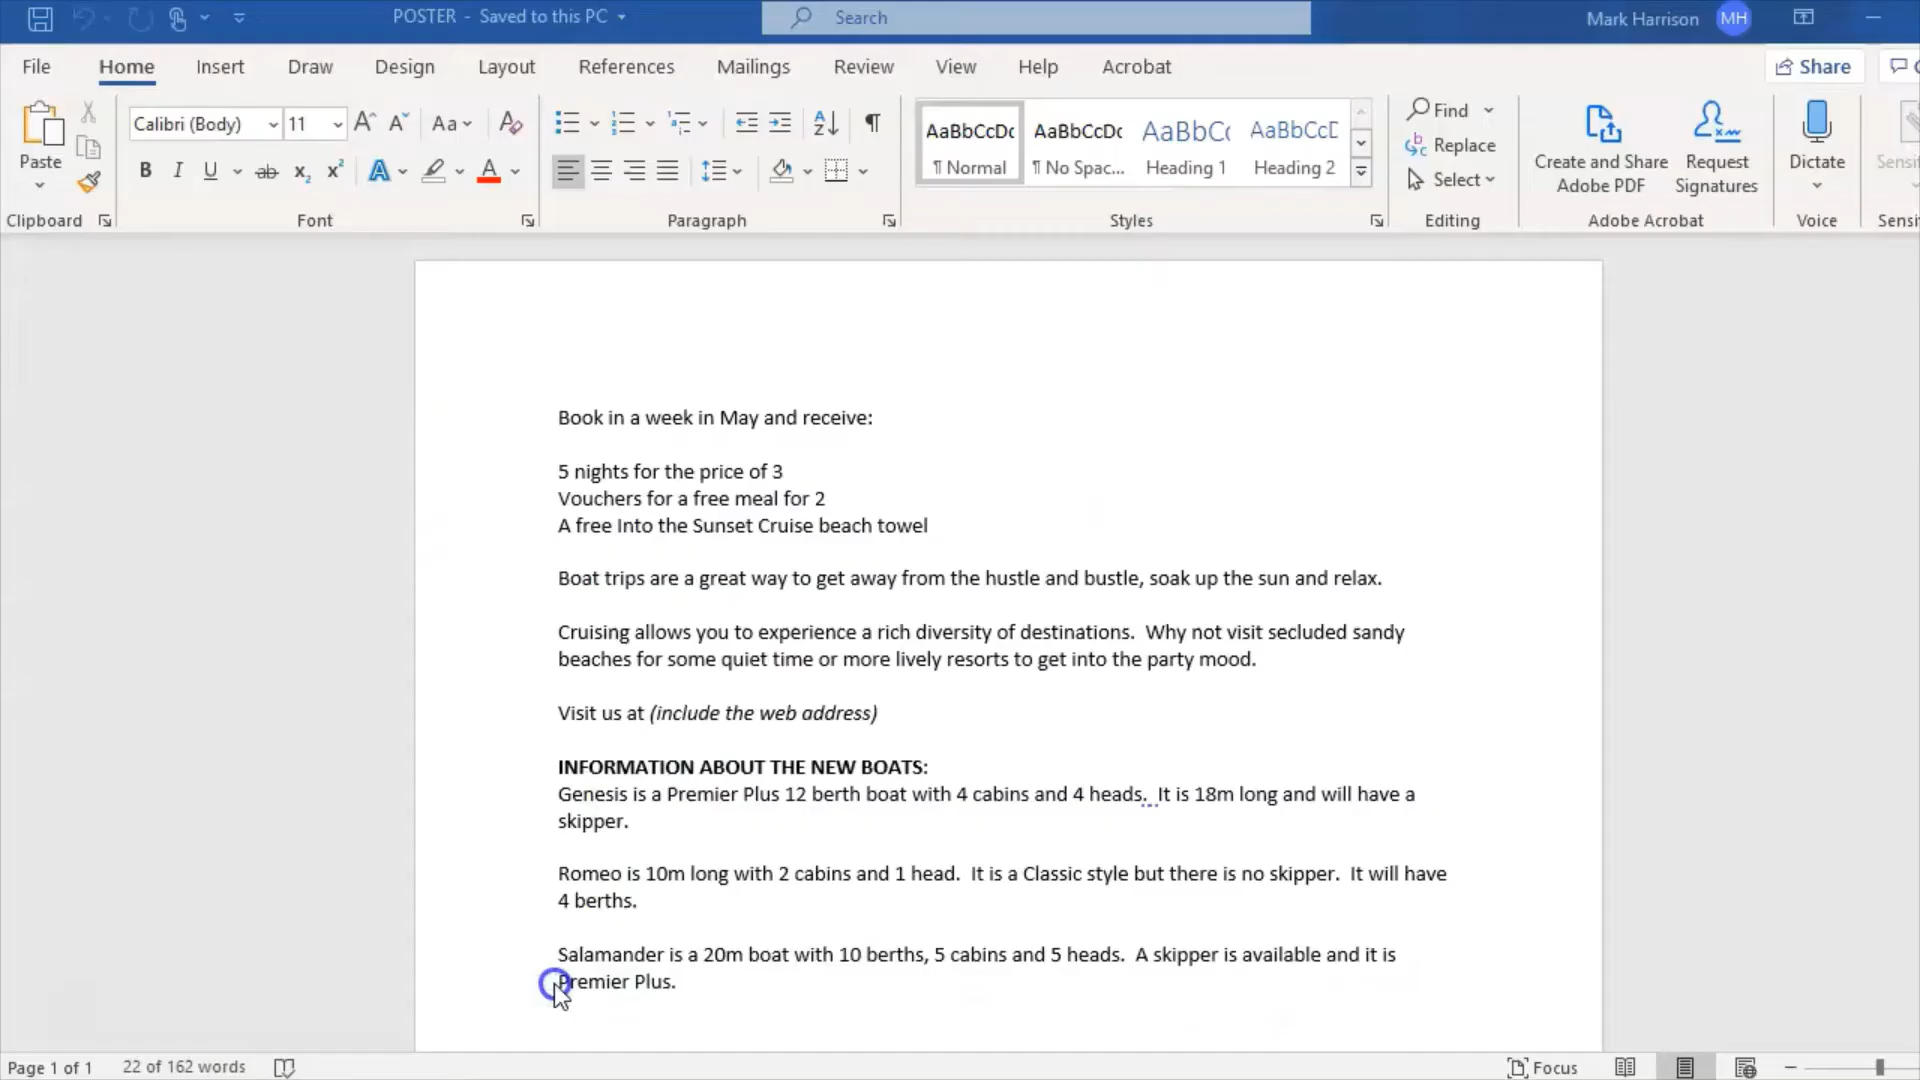 POSTER - Saved to this PC
Search
Mark Harrison MH
File Home Insert Draw Design Layout References Mailings Review View Help Acrobat Share
Calibri (Body) 11 Aa
AaBbCcDc AaBbCcDc AaBbC AaBbCcD
Find
Paste
Replace
Create and Share Adobe PDF
Request Signatures
Dictate
¶ Normal ¶ No Spac... Heading 1 Heading 2
Select
Clipboard Font Paragraph Styles Editing Adobe Acrobat Voice
Book in a week in May and receive:
5 nights for the price of 3
Vouchers for a free meal for 2
A free Into the Sunset Cruise beach towel
Boat trips are a great way to get away from the hustle and bustle, soak up the sun and relax.
Cruising allows you to experience a rich diversity of destinations.  Why not visit secluded sandy
beaches for some quiet time or more lively resorts to get into the party mood.
Visit us at (include the web address)
INFORMATION ABOUT THE NEW BOATS:
Genesis is a Premier Plus 12 berth boat with 4 cabins and 4 heads.  It is 18m long and will have a
skipper.
Romeo is 10m long with 2 cabins and 1 head.  It is a Classic style but there is no skipper.  It will have
4 berths.
Salamander is a 20m boat with 10 berths, 5 cabins and 5 heads.  A skipper is available and it is
Premier Plus.
Page 1 of 1 22 of 162 words Focus